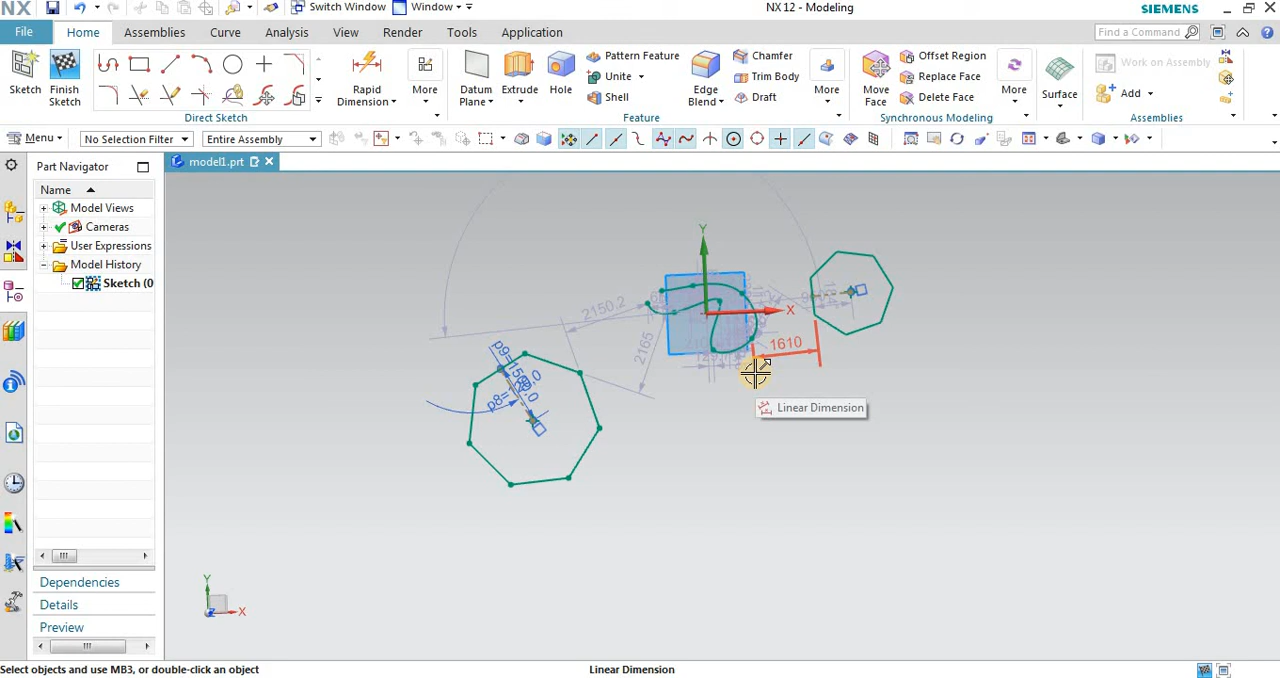 NX
Switch Window
Window
NX 12 - Modeling
SIEMENS
File
Home
Assemblies
Curve
Analysis
View
Render
Tools
Application
Find a Command
Sketch
Finish
Sketch
Rapid
Dimension
More
Direct Sketch
Datum
Plane
Extrude
Hole
Pattern Feature
Unite
Shell
Edge
Blend
Chamfer
Trim Body
Draft
More
Feature
Move
Face
Offset Region
Replace Face
Delete Face
More
Synchronous Modeling
Surface
Work on Assembly
Add
Assemblies
Menu
No Selection Filter
Entire Assembly
Part Navigator
model1.prt
Name
Model Views
Cameras
User Expressions
Model History
Sketch (0
Dependencies
Details
Preview
Y
X
2150.2
2165
1610
Linear Dimension
Y
X
Z
Select objects and use MB3, or double-click an object
Linear Dimension